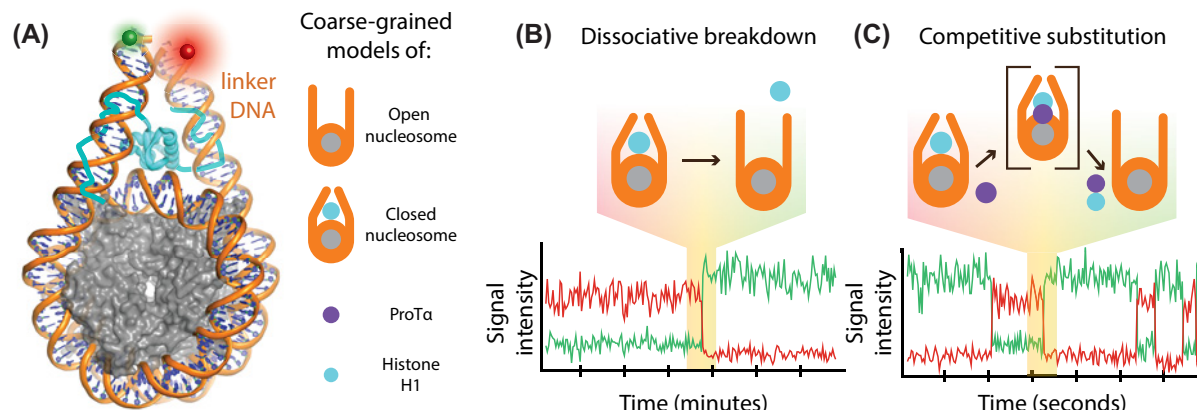 (A)
linker
DNA
Coarse-grained
models of:
Open
nucleosome
Closed
nucleosome
ProTα
Histone
H1
(B) Dissociative breakdown
Signal
intensity
Time (minutes)
(C) Competitive substitution
Signal
intensity
Time (seconds)